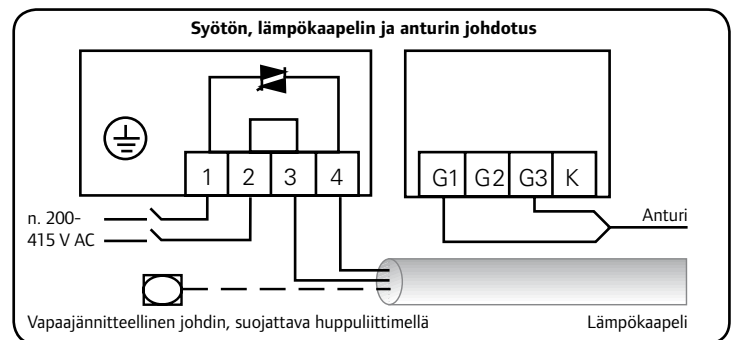 Syötön, lämpökaapelin ja anturin johdotus
1 2 3 4
G1 G2 G3 K
n. 200-
415 V AC
Anturi
Vapaajännitteellinen johdin, suojattava huppuliittimellä
Lämpökaapeli